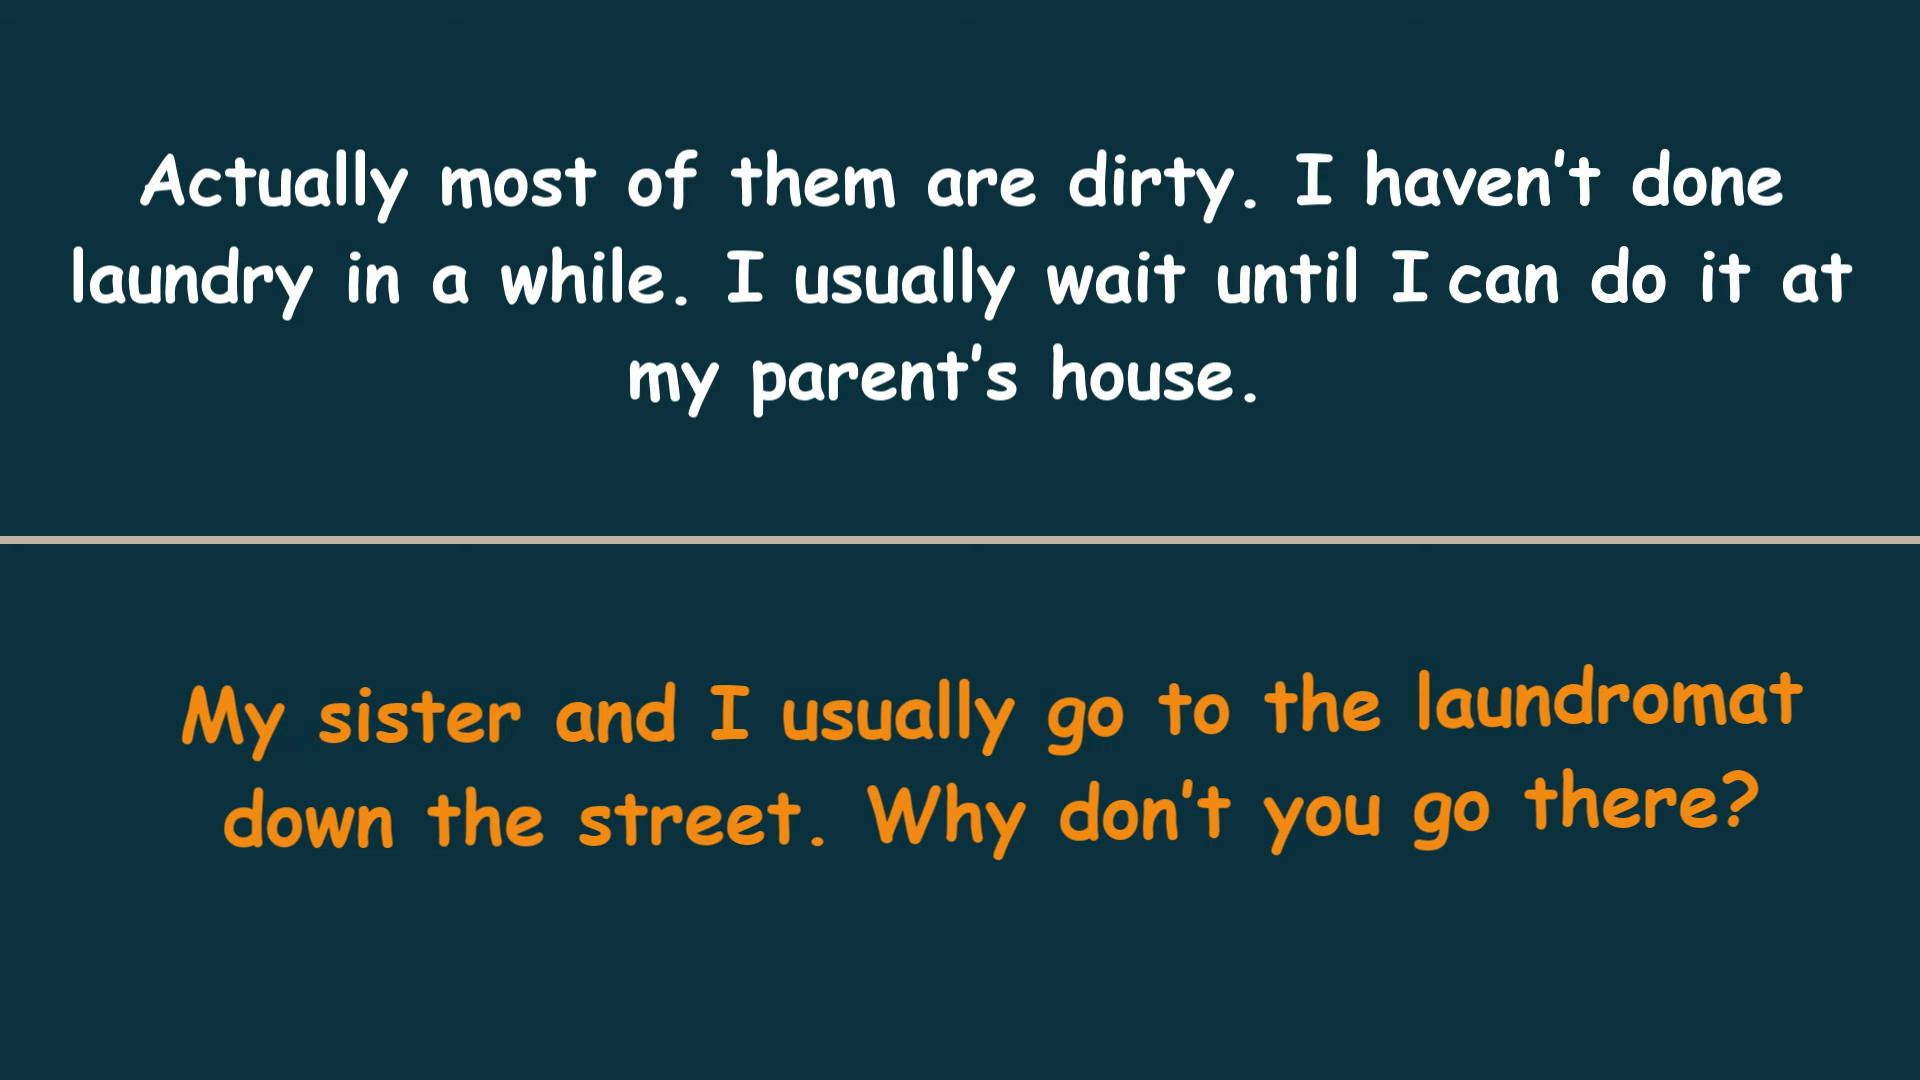 Actually most of them are dirty. I haven't done
laundry in a while. I usually wait until I can do it at
my parent's house.
My sister and I usually go to the laundromat
down the street. Why don't you go there?